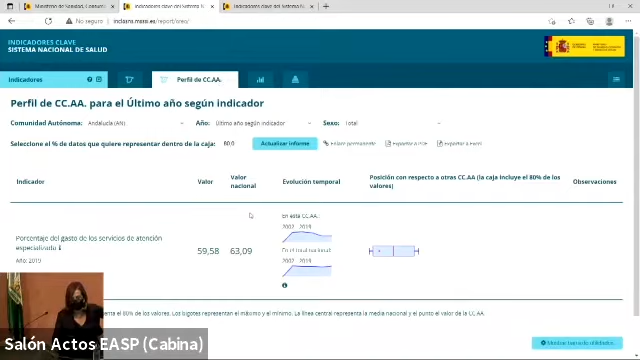 Ministerio de Sanidad, Consum
Indicadores clave del Sistema N
Indicadores clave del Sistema N
No seguro
inclasns.msssi.es/report/area/
INDICADORES CLAVE
SISTEMA NACIONAL DE SALUD
Indicadores
Perfil de CC.AA.
Perfil de CC.AA. para el Último año según indicador
Comunidad Autónoma: Andalucía (AN) Año: Último año según indicador Sexo: Total
Seleccione el % de datos que quiere representar dentro de la caja 80,0 Actualizar informe Enlace permanente Exportar a PDF Exportar a Excel
Indicador Valor Valor nacional Evolución temporal Posición con respecto a otras CC.AA (la caja incluye el 80% de los valores) Observaciones
En esta CC.AA.:
2002 - 2019
Porcentaje del gasto de los servicios de atención especializada
Año: 2019
59,58 63,09
En el total nacional:
2002 - 2019
enta el 80% de los valores. Los bigotes representan el máximo y el mínimo. La línea central representa la media nacional y el punto el valor de la CC.AA.
Salón Actos EASP (Cabina)